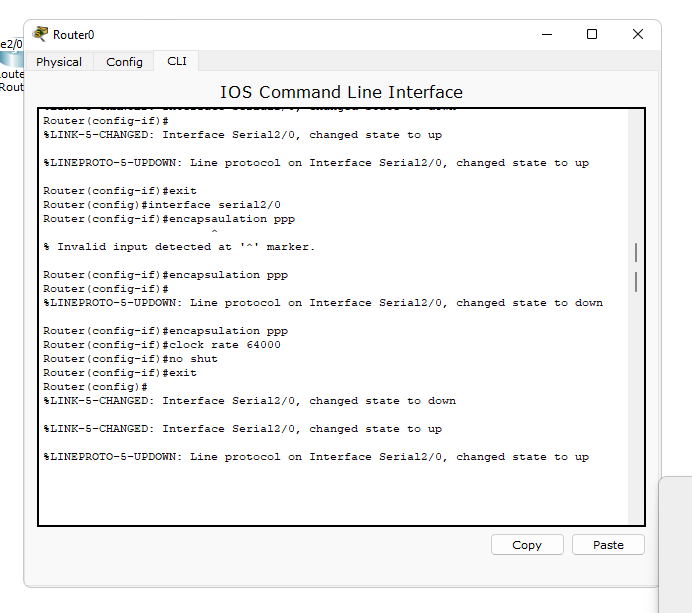 Router0
e2/0
oute
Rout
Physical
Config
CLI
IOS Command Line Interface
Router(config-if)#
%LINK-5-CHANGED: Interface Serial2/0, changed state to up
%LINEPROTO-5-UPDOWN: Line protocol on Interface Serial2/0, changed state to up
Router(config-if)#exit
Router(config)#interface serial2/0
Router(config-if)#encapsaulation ppp
^
% Invalid input detected at '^' marker.
Router(config-if)#encapsulation ppp
Router(config-if)#
%LINEPROTO-5-UPDOWN: Line protocol on Interface Serial2/0, changed state to down
Router(config-if)#encapsulation ppp
Router(config-if)#clock rate 64000
Router(config-if)#no shut
Router(config-if)#exit
Router(config)#
%LINK-5-CHANGED: Interface Serial2/0, changed state to down
%LINK-5-CHANGED: Interface Serial2/0, changed state to up
%LINEPROTO-5-UPDOWN: Line protocol on Interface Serial2/0, changed state to up
Copy
Paste